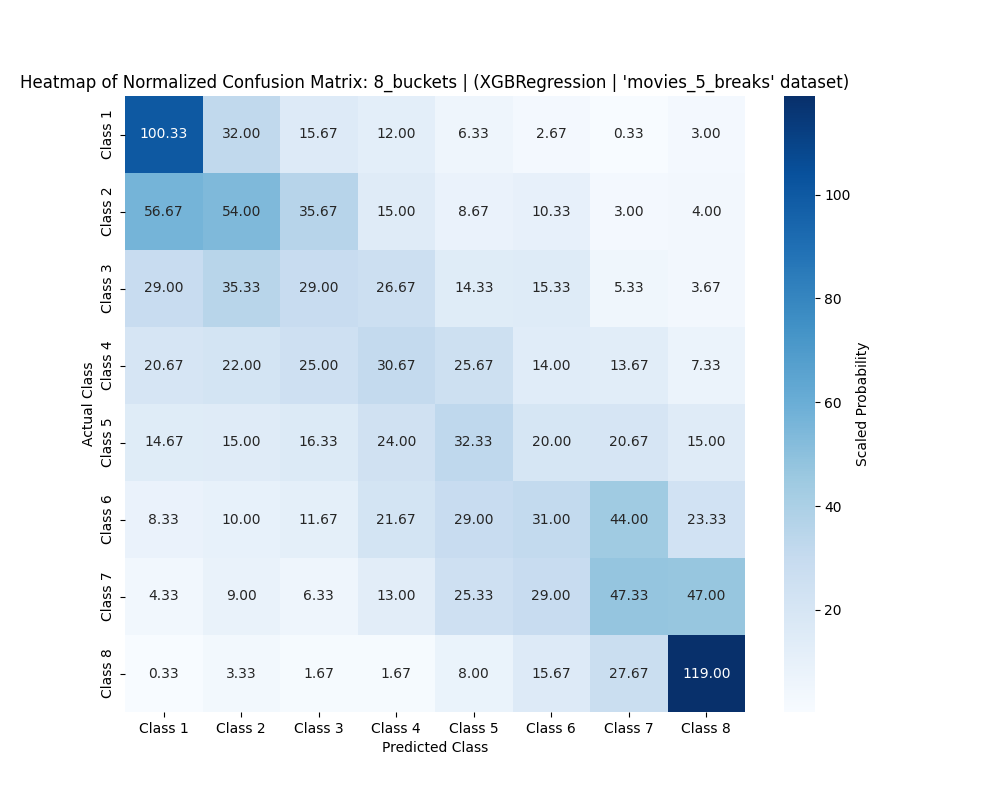 Heatmap of Normalized Confusion Matrix: 8_buckets | (XGBRegression | 'movies_5_breaks' dataset)
Class 1 100.33 32.00 15.67 12.00 6.33 2.67 0.33 3.00
Class 2 56.67 54.00 35.67 15.00 8.67 10.33 3.00 4.00
Class 3 29.00 35.33 29.00 26.67 14.33 15.33 5.33 3.67
Class 4 20.67 22.00 25.00 30.67 25.67 14.00 13.67 7.33
Class 5 14.67 15.00 16.33 24.00 32.33 20.00 20.67 15.00
Class 6 8.33 10.00 11.67 21.67 29.00 31.00 44.00 23.33
Class 7 4.33 9.00 6.33 13.00 25.33 29.00 47.33 47.00
Class 8 0.33 3.33 1.67 1.67 8.00 15.67 27.67 119.00
Class 1 Class 2 Class 3 Class 4 Class 5 Class 6 Class 7 Class 8
Predicted Class
Actual Class
100
80
60
40
20
Scaled Probability